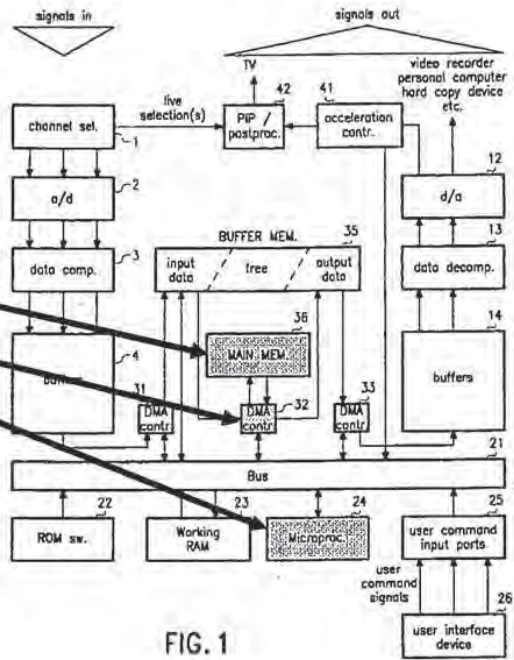 signals in
signals out
TV
video recorder
personal computer
hard copy device
etc.
live
selection(s)
channel sel.
1
PIP /
postproc.
42
acceleration
contr.
41
a/d
2
d/a
12
data comp.
3
BUFFER MEM.
35
input
data
free
output
data
data decomp.
13
4
MAIN MEM.
36
buffers
14
31
DMA
contr.
DMA
contr.
32
DMA
contr.
33
Bus
21
ROM sw.
22
Working
RAM
23
Microproc.
24
user command
input ports
25
user
command
signals
user interface
device
26
FIG. 1